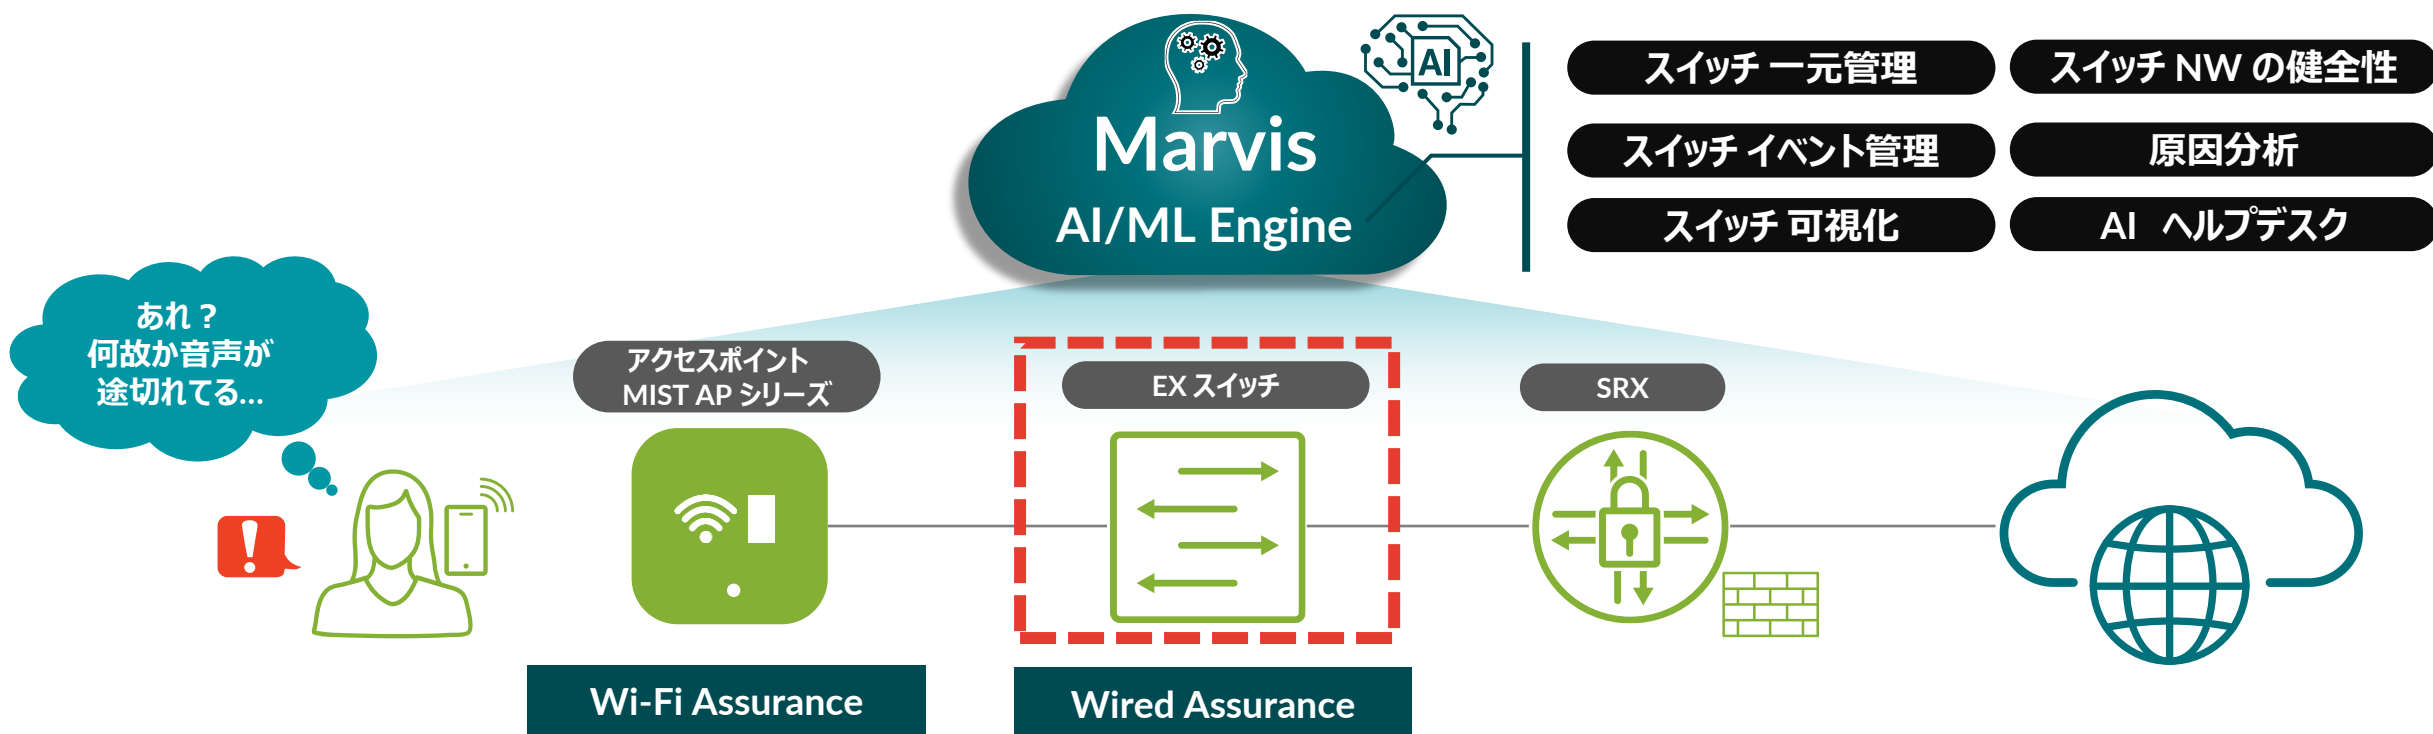 Marvis
AI/ML Engine
AI
スイッチ 一元管理
スイッチ NW の健全性
スイッチ イベント管理
原因分析
スイッチ 可視化
AI ヘルプデスク
あれ？
何故か音声が
途切れてる...
アクセスポイント
MIST AP シリーズ
EX スイッチ
SRX
Wi-Fi Assurance
Wired Assurance